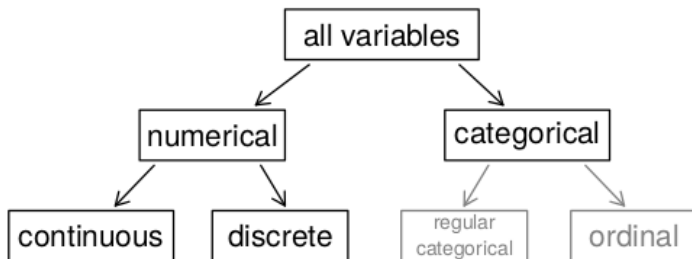 all variables
numerical
categorical
continuous
discrete
regular
categorical
ordinal